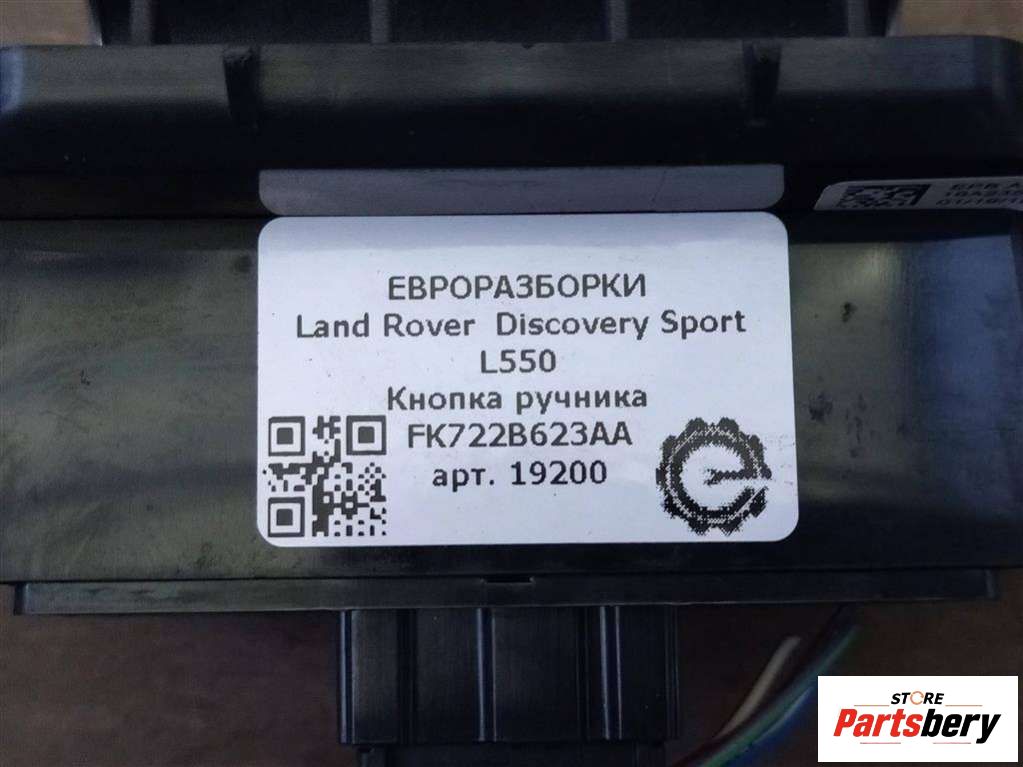 ЕВРОРАЗБОРКИ
Land Rover Discovery Sport
L550
Кнопка ручника
FK722B623AA
арт. 19200
STORE
Partsbery